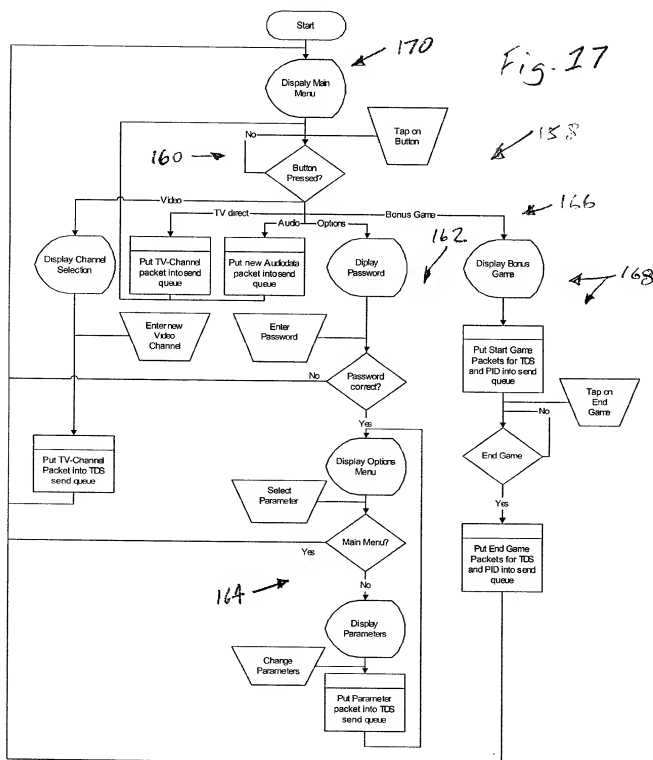 Start
170
Fig. 17
Dispaly Main
Menu
No
Tap on
Button
158
160
Button
Pressed?
Video
TV direct
Audio
Options
Bonus Game
166
162
Display Channel
Selection
Put TV-Channel
packet into send
queue
Put new Audiodata
packet into send
queue
Diplay
Password
Display Bonus
Game
168
Enter new
Video
Channel
Enter
Password
Put Start Game
Packets for TDS
and PID into send
queue
No
Password
correct?
Tap on
End
Game
No
Yes
Put TV-Channel
Packet into TDS
send queue
Display Options
Menu
End Game
Select
Parameter
Yes
Yes
Main Menu?
Put End Game
Packets for TDS
and PID into send
queue
164
No
Display
Parameters
Change
Parameters
Put Parameter
packet into TDS
send queue